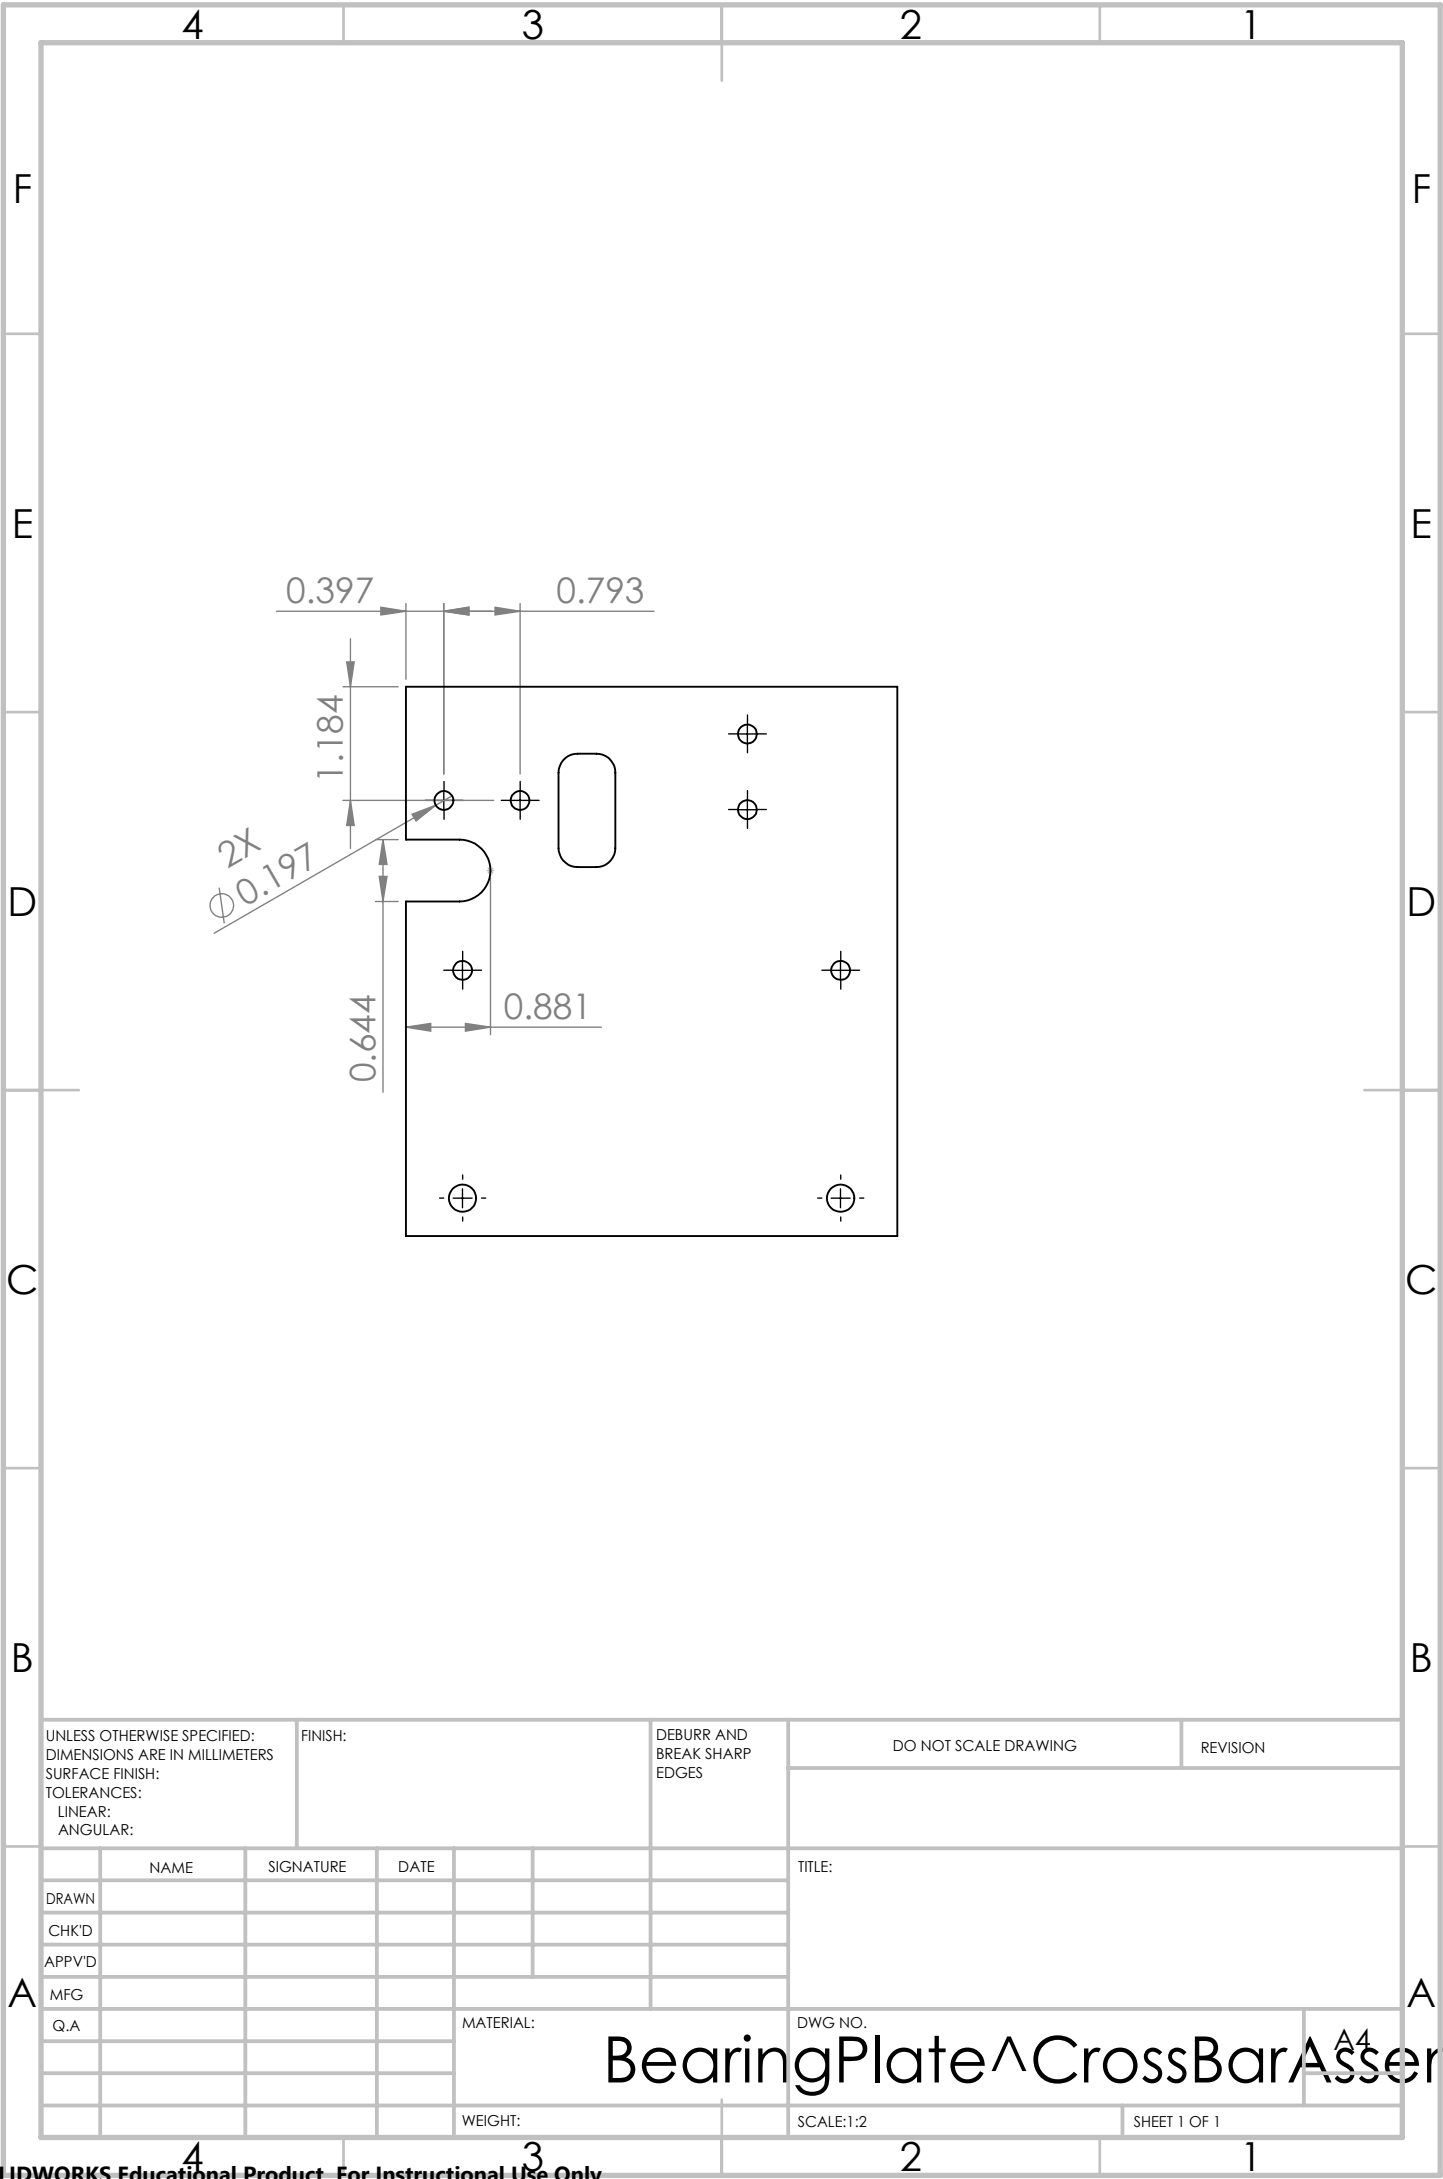 4 3 2 1
F F
E E
0.397 0.793
1.184
2X
⌀0.197
D D
0.881
0.644
C C
B B
UNLESS OTHERWISE SPECIFIED:
DIMENSIONS ARE IN MILLIMETERS
SURFACE FINISH:
TOLERANCES:
LINEAR:
ANGULAR:
FINISH:
DEBURR AND
BREAK SHARP
EDGES
DO NOT SCALE DRAWING
REVISION
NAME SIGNATURE DATE
TITLE:
DRAWN
CHK'D
APPV'D
A MFG A
Q.A
MATERIAL:
DWG NO.
BearingPlate^CrossBarAssem
A4
WEIGHT:
SCALE:1:2
SHEET 1 OF 1
4 3 2 1
LIDWORKS Educational Product. For Instructional Use Only.